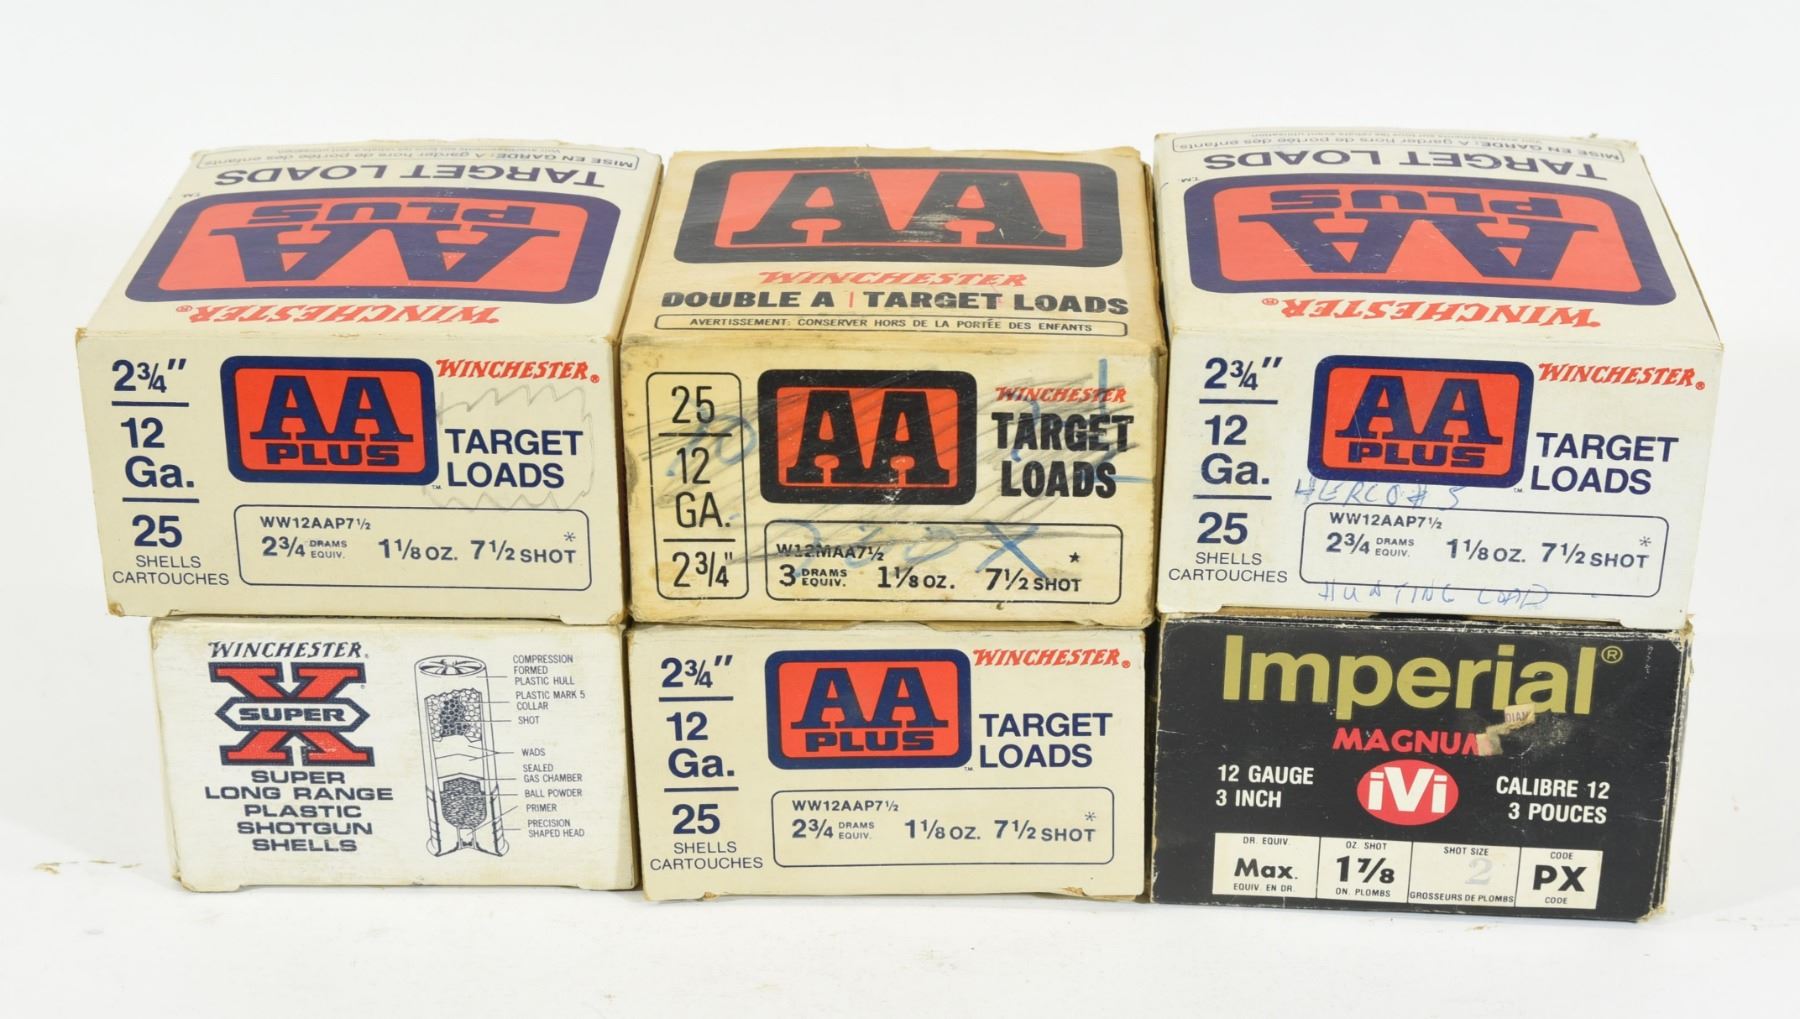 MISE EN GARDE: A garder hors de portée des enfants
TARGET LOADS
AA
PLUS
TM
WINCHESTER®
2¾"
12
Ga.
25
SHELLS
CARTOUCHES
AA
PLUS
TM
WINCHESTER®
TARGET
LOADS
WW12AAP7½
2¾ DRAMS EQUIV. 1⅛ OZ. 7½ SHOT *
AA
WINCHESTER
DOUBLE A | TARGET LOADS
AVERTISSEMENT: CONSERVER HORS DE LA PORTÉE DES ENFANTS
25
12
GA.
2¾"
AA
WINCHESTER
TARGET
LOADS
W12MAA7½
3 DRAMS EQUIV. 1⅛ OZ. 7½ SHOT ★
MISE EN GARDE: A garder hors de portée des enfants
TARGET LOADS
AA
PLUS
TM
WINCHESTER®
2¾"
12
Ga.
25
SHELLS
CARTOUCHES
AA
PLUS
TM
WINCHESTER®
TARGET
LOADS
HERCO # 5
WW12AAP7½
2¾ DRAMS EQUIV. 1⅛ OZ. 7½ SHOT *
HUNTING LOAD
WINCHESTER®
X
SUPER
SUPER
LONG RANGE
PLASTIC
SHOTGUN
SHELLS
COMPRESSION
FORMED
PLASTIC HULL
PLASTIC MARK 5
COLLAR
SHOT
WADS
SEALED
GAS CHAMBER
BALL POWDER
PRIMER
PRECISION
SHAPED HEAD
2¾"
12
Ga.
25
SHELLS
CARTOUCHES
AA
PLUS
TM
WINCHESTER®
TARGET
LOADS
WW12AAP7½
2¾ DRAMS EQUIV. 1⅛ OZ. 7½ SHOT *
Imperial®
MAGNUM
iVi
12 GAUGE
3 INCH
CALIBRE 12
3 POUCES
DR. EQUIV.
Max.
EQUIV. EN DR.
OZ. SHOT
1⅞
ON. PLOMBS
SHOT SIZE
2
GROSSEURS DE PLOMBS
CODE
PX
CODE